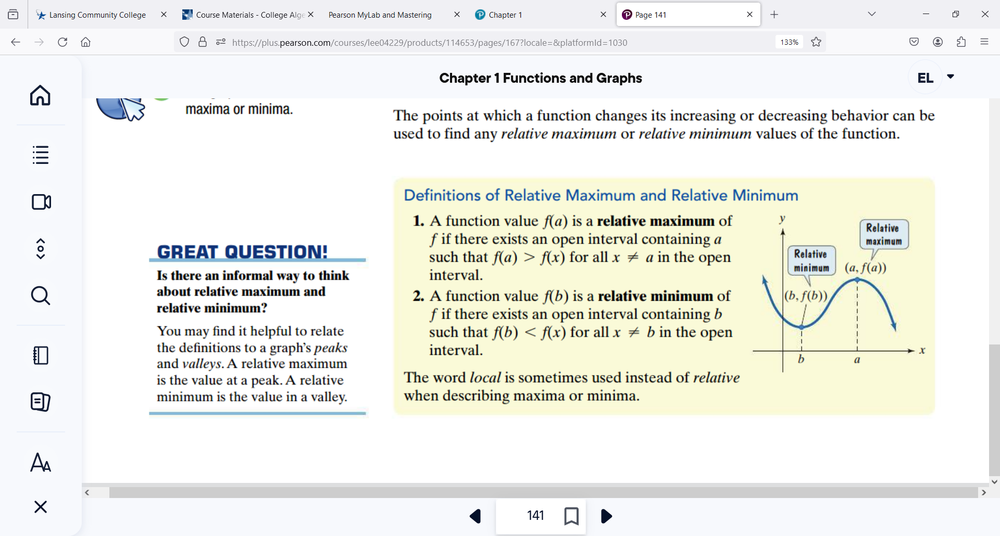 Lansing Community College
Course Materials - College Alge
Pearson MyLab and Mastering
Chapter 1
Page 141
https://plus.pearson.com/courses/lee04229/products/114653/pages/167?locale=&platformId=1030
133%
Chapter 1 Functions and Graphs
EL
maxima or minima.
The points at which a function changes its increasing or decreasing behavior can be
used to find any relative maximum or relative minimum values of the function.
GREAT QUESTION!
Is there an informal way to think
about relative maximum and
relative minimum?
You may find it helpful to relate
the definitions to a graph’s peaks
and valleys. A relative maximum
is the value at a peak. A relative
minimum is the value in a valley.
Definitions of Relative Maximum and Relative Minimum
1. A function value f(a) is a relative maximum of
f if there exists an open interval containing a
such that f(a) > f(x) for all x ≠ a in the open
interval.
2. A function value f(b) is a relative minimum of
f if there exists an open interval containing b
such that f(b) < f(x) for all x ≠ b in the open
interval.
The word local is sometimes used instead of relative
when describing maxima or minima.
y
Relative
maximum
Relative
minimum
(a, f(a))
(b, f(b))
x
b
a
AA
141